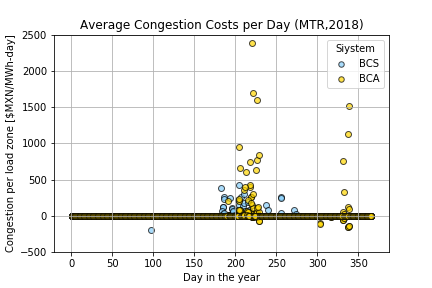 Average Congestion Costs per Day (MTR,2018)
Congestion per load zone [$MXN/MWh-day]
2500
2000
1500
1000
500
0
−500
0 50 100 150 200 250 300 350
Day in the year
Siystem
BCS
BCA